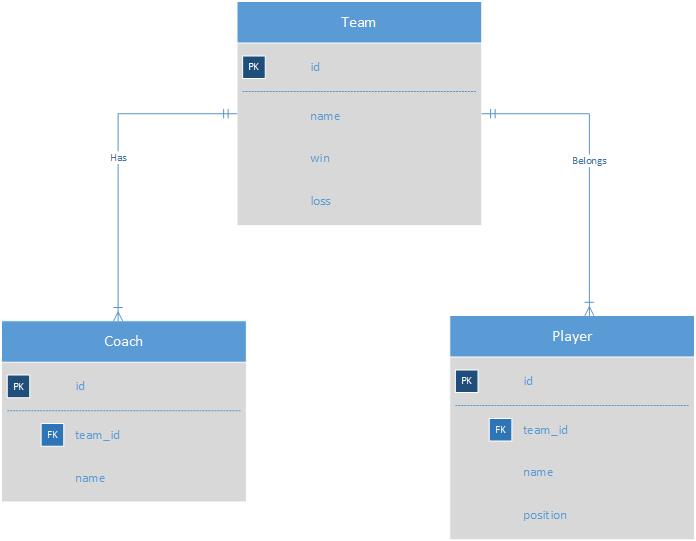 Team
PK id
name
win
loss
Has
Belongs
Coach
PK id
FK team_id
name
Player
PK id
FK team_id
name
position